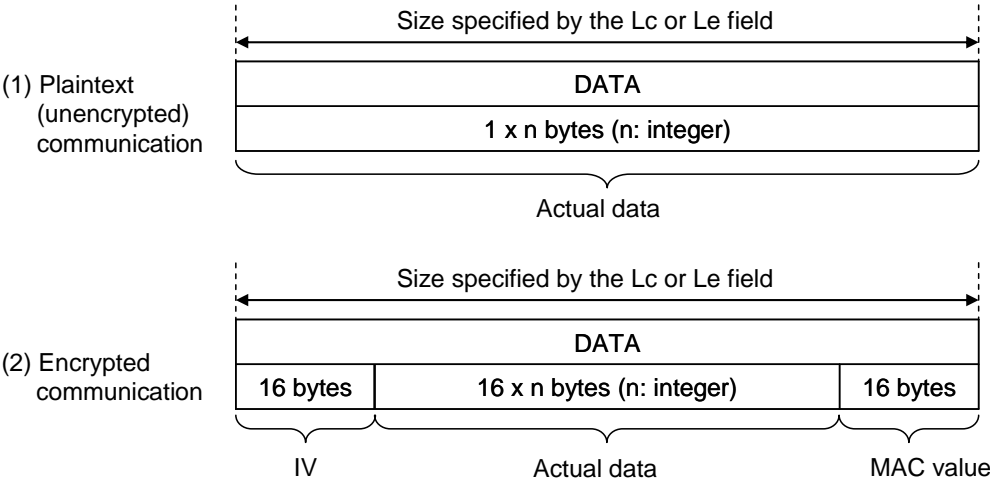 Size specified by the Lc or Le field
(1) Plaintext
(unencrypted)
communication
DATA
1 x n bytes (n: integer)
Actual data
Size specified by the Lc or Le field
(2) Encrypted
communication
DATA
16 bytes
16 x n bytes (n: integer)
16 bytes
IV
Actual data
MAC value